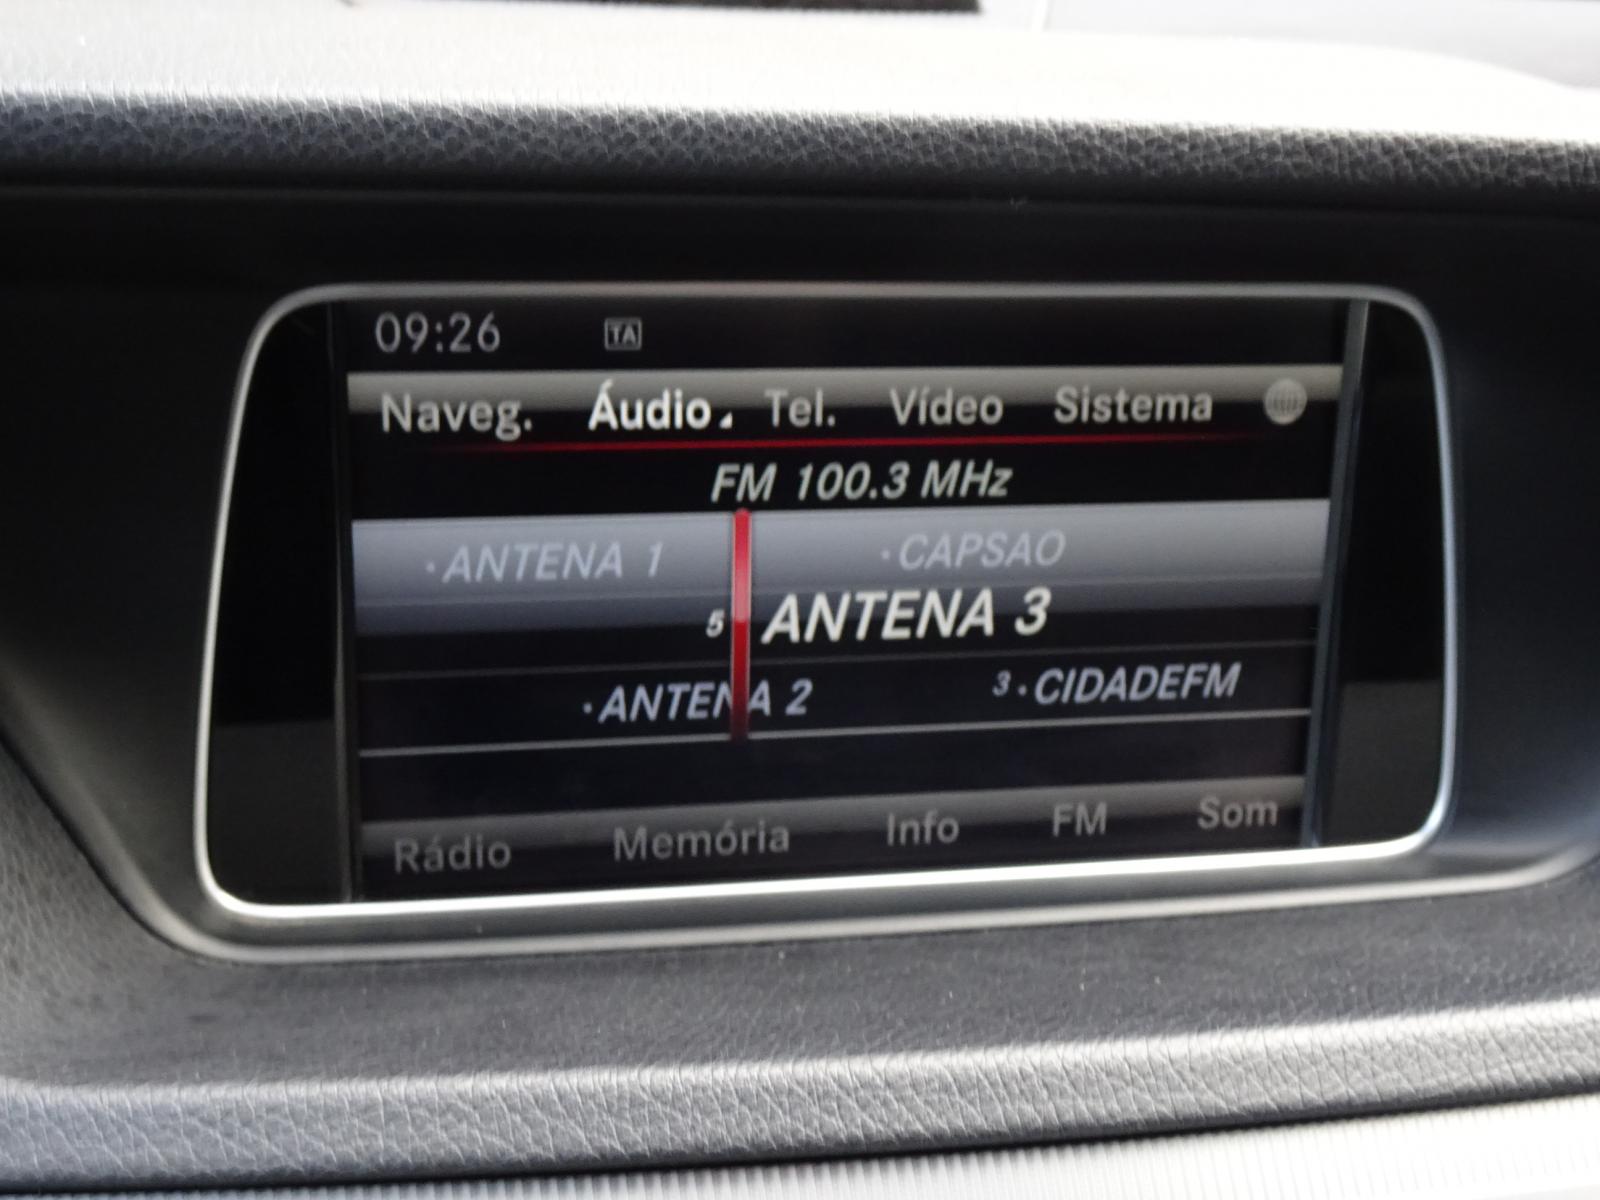 09:26 TA
Naveg. Áudio Tel. Vídeo Sistema
FM 100.3 MHz
·ANTENA 1 ·CAPSAO
5 ANTENA 3
·ANTENA 2 3·CIDADEFM
Rádio Memória Info FM Som